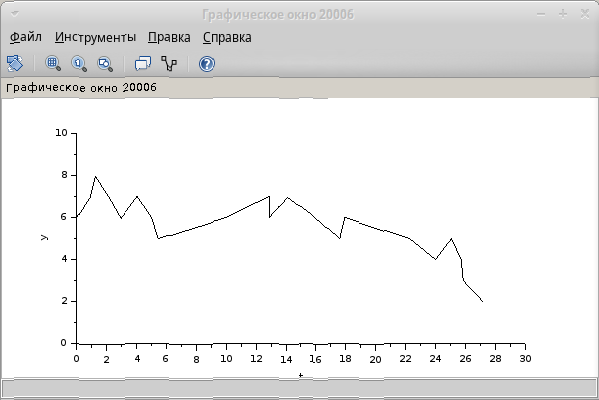 Графическое окно 20006
Файл Инструменты Правка Справка
Графическое окно 20006
10
8
6
y
4
2
0
0 2 4 6 8 10 12 14 16 18 20 22 24 26 28 30